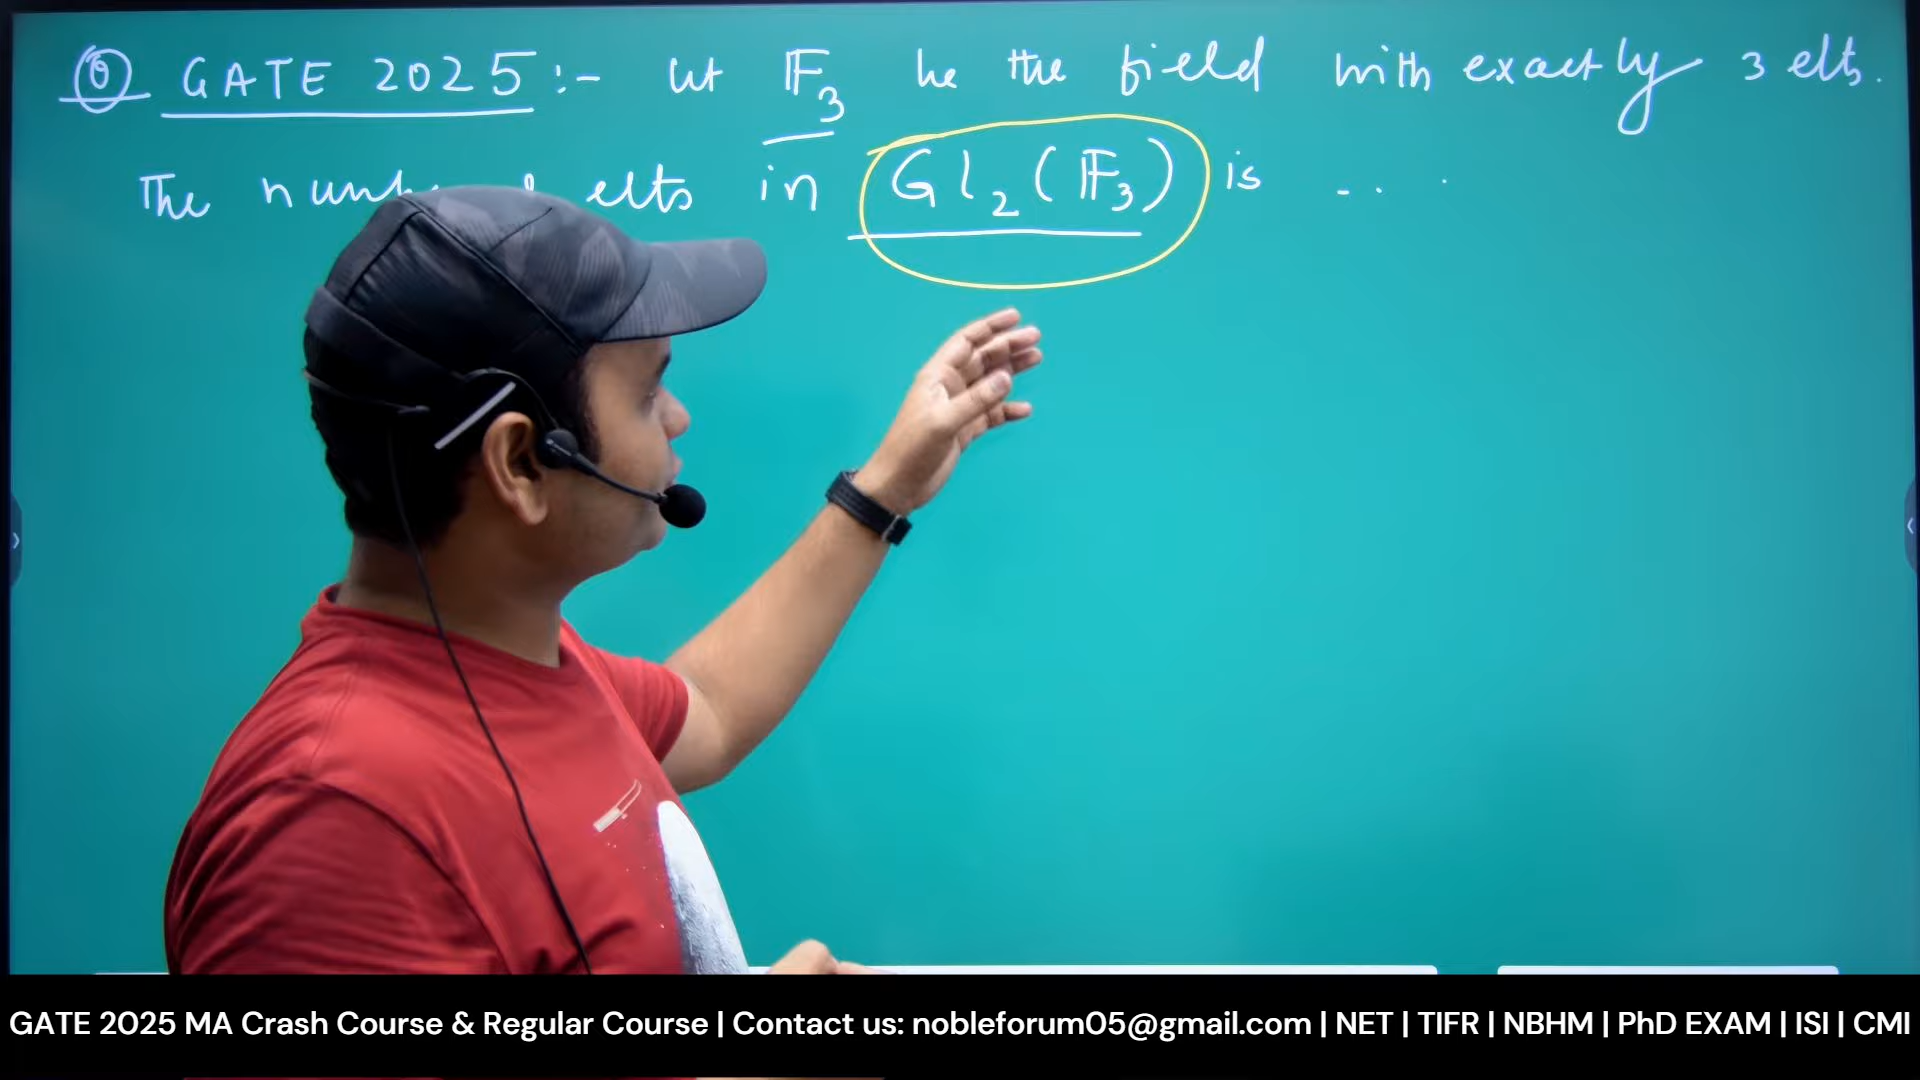 Q GATE 2025 :- let 𝔽₃ be the field with exactly 3 elts.
The elts in Gl₂(𝔽₃) is - . .
GATE 2025 MA Crash Course & Regular Course | Contact us: nobleforum05@gmail.com | NET | TIFR | NBHM | PhD EXAM | ISI | CMI